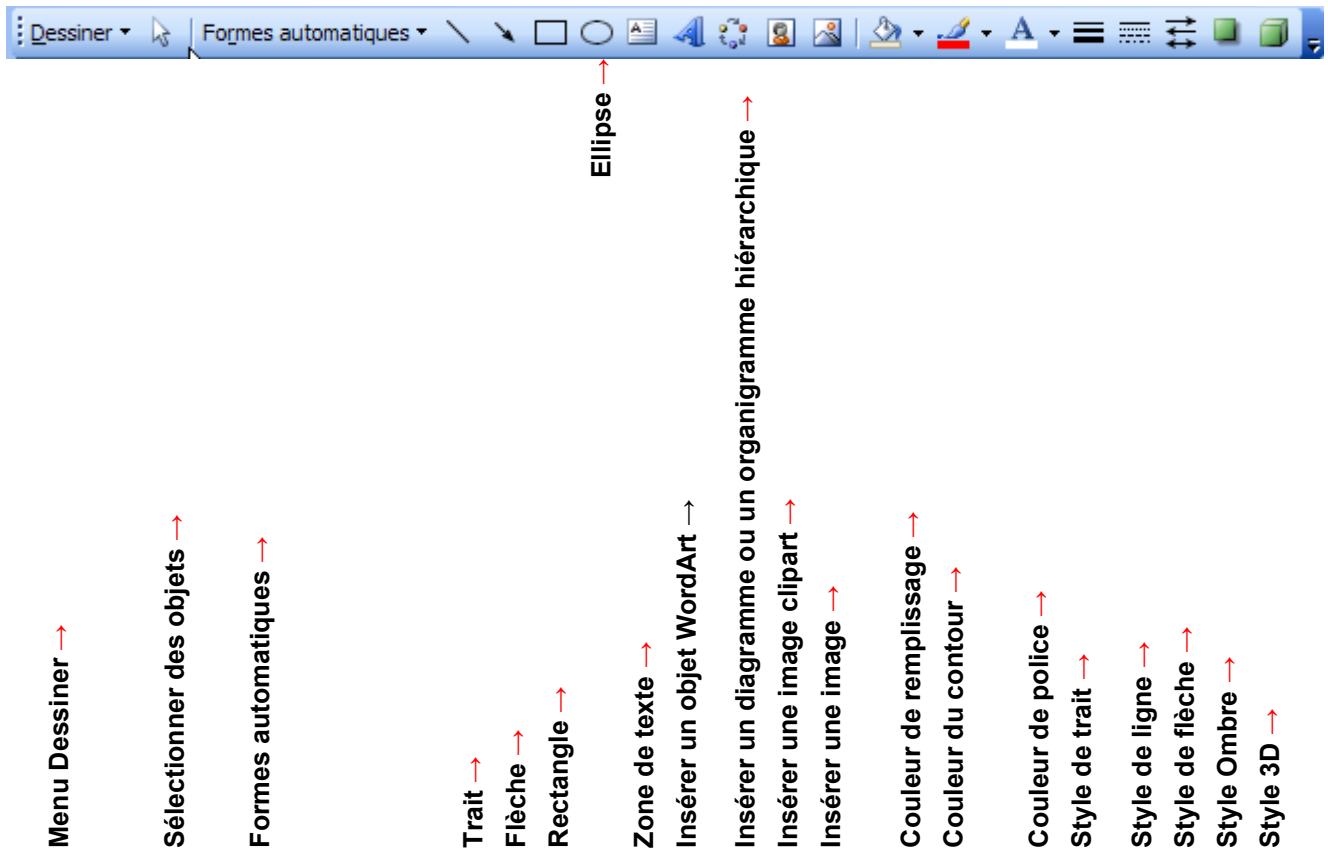 Dessiner
Formes automatiques
A
Menu Dessiner →
Sélectionner des objets →
Formes automatiques →
Trait →
Flèche →
Rectangle →
Ellipse →
Zone de texte →
Insérer un objet WordArt →
Insérer un diagramme ou un organigramme hiérarchique →
Insérer une image clipart →
Insérer une image →
Couleur de remplissage →
Couleur du contour →
Couleur de police →
Style de trait →
Style de ligne →
Style de flèche →
Style Ombre →
Style 3D →